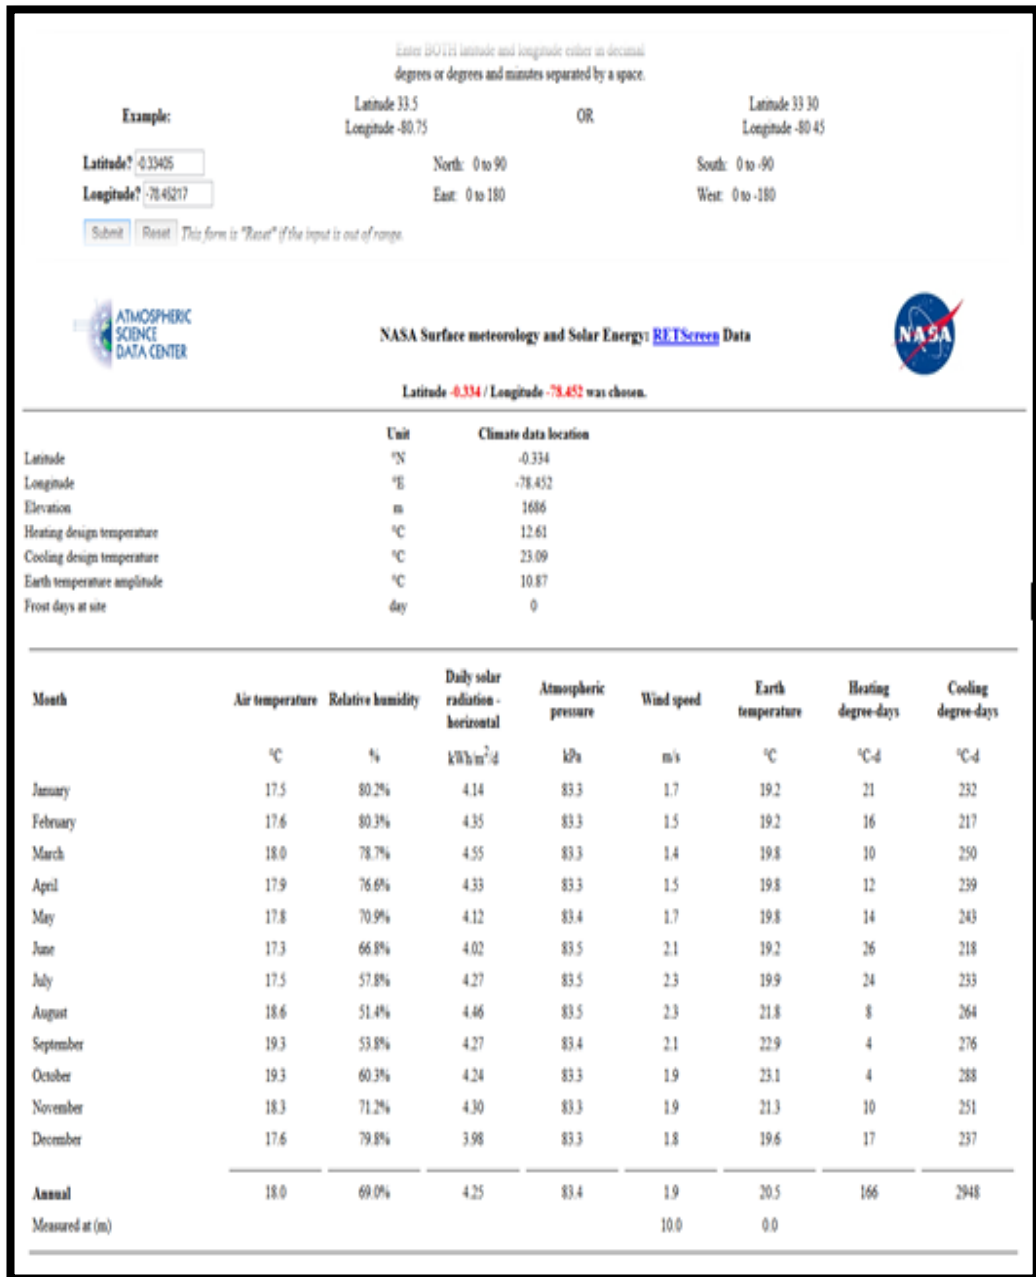 Enter BOTH latitude and longitude either in decimal
degrees or degrees and minutes separated by a space.
Example: Latitude 33.5 OR Latitude 33 30
Longitude -80.75 Longitude -80 45
Latitude? -0.33405 North: 0 to 90 South: 0 to -90
Longitude? -78.45217 East: 0 to 180 West: 0 to -180
Submit Reset This form is "Reset" if the input is out of range.
ATMOSPHERIC
SCIENCE
DATA CENTER
NASA Surface meteorology and Solar Energy: RETScreen Data
NASA
Latitude -0.334 / Longitude -78.452 was chosen.
Unit Climate data location
Latitude °N -0.334
Longitude °E -78.452
Elevation m 1686
Heating design temperature °C 12.61
Cooling design temperature °C 23.09
Earth temperature amplitude °C 10.87
Frost days at site day 0
Month Air temperature Relative humidity Daily solar radiation - horizontal Atmospheric pressure Wind speed Earth temperature Heating degree-days Cooling degree-days
°C % kWh/m²/d kPa m/s °C °C-d °C-d
January 17.5 80.2% 4.14 83.3 1.7 19.2 21 232
February 17.6 80.3% 4.35 83.3 1.5 19.2 16 217
March 18.0 78.7% 4.55 83.3 1.4 19.8 10 250
April 17.9 76.6% 4.33 83.3 1.5 19.8 12 239
May 17.8 70.9% 4.12 83.4 1.7 19.8 14 243
June 17.3 66.8% 4.02 83.5 2.1 19.2 26 218
July 17.5 57.8% 4.27 83.5 2.3 19.9 24 233
August 18.6 51.4% 4.46 83.5 2.3 21.8 8 264
September 19.3 53.8% 4.27 83.4 2.1 22.9 4 276
October 19.3 60.3% 4.24 83.3 1.9 23.1 4 288
November 18.3 71.2% 4.30 83.3 1.9 21.3 10 251
December 17.6 79.8% 3.98 83.3 1.8 19.6 17 237
Annual 18.0 69.0% 4.25 83.4 1.9 20.5 166 2948
Measured at (m) 10.0 0.0